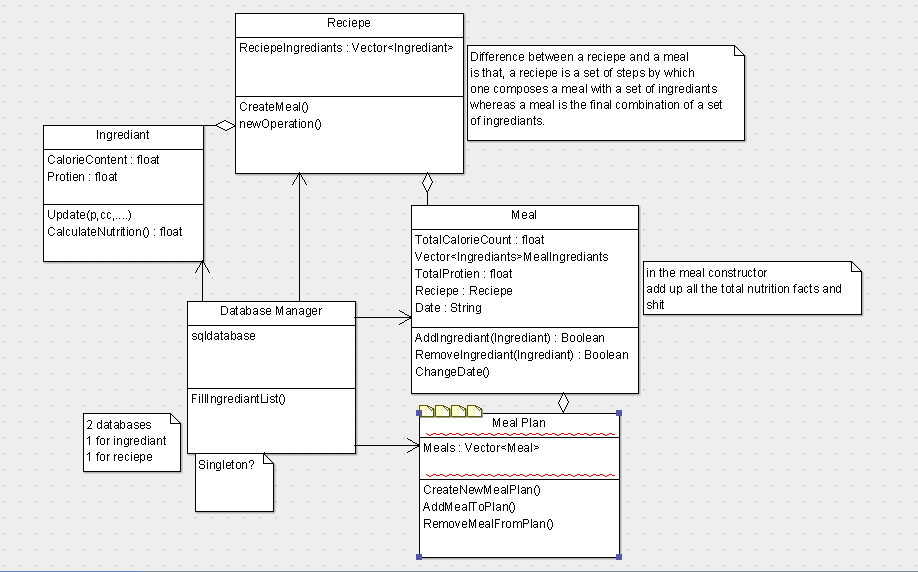 Reciepe
ReciepeIngrediants : Vector<Ingrediant>
CreateMeal()
newOperation()
Difference between a reciepe and a meal
is that, a reciepe is a set of steps by which
one composes a meal with a set of ingrediants
whereas a meal is the final combination of a set
of ingrediants.
Ingrediant
CalorieContent : float
Protien : float
Update(p,cc,....)
CalculateNutrition() : float
Meal
TotalCalorieCount : float
Vector<Ingrediants>MealIngrediants
TotalProtien : float
Reciepe : Reciepe
Date : String
AddIngrediant(Ingrediant) : Boolean
RemoveIngrediant(Ingrediant) : Boolean
ChangeDate()
in the meal constructor
add up all the total nutrition facts and
shit
Database Manager
sqldatabase
FillIngrediantList()
2 databases
1 for ingrediant
1 for reciepe
Singleton?
Meal Plan
Meals : Vector<Meal>
CreateNewMealPlan()
AddMealToPlan()
RemoveMealFromPlan()